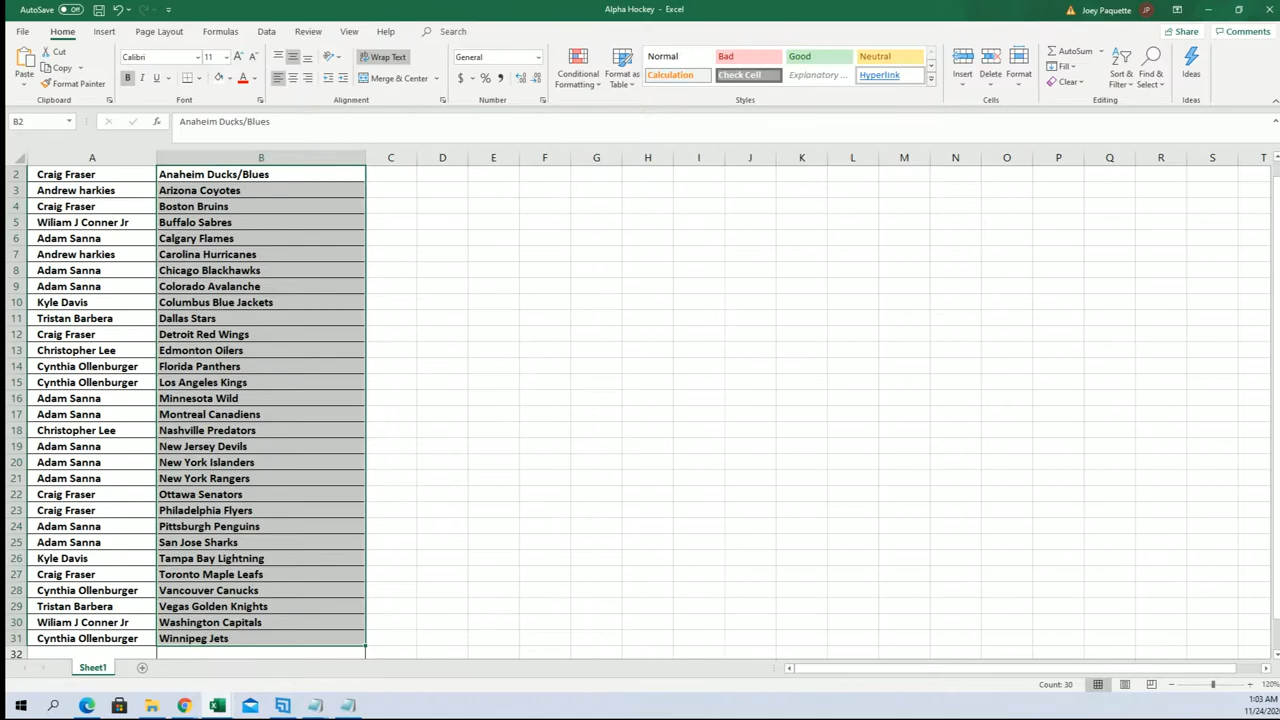 AutoSave Off
Alpha Hockey - Excel
Joey Paquette JP
File Home Insert Page Layout Formulas Data Review View Help Search
Share Comments
Paste
Cut
Copy
Format Painter
Clipboard
Calibri 11
B I U
Font
Wrap Text
Merge & Center
Alignment
General
$ % ,
Number
Conditional Formatting
Format as Table
Normal Bad Good Neutral
Calculation Check Cell Explanatory ... Hyperlink
Styles
Insert Delete Format
Cells
AutoSum
Fill
Clear
Sort & Filter
Find & Select
Editing
Ideas
Ideas
B2 fx Anaheim Ducks/Blues
A B C D E F G H I J K L M N O P Q R S T
2 Craig Fraser Anaheim Ducks/Blues
3 Andrew harkies Arizona Coyotes
4 Craig Fraser Boston Bruins
5 Wiliam J Conner Jr Buffalo Sabres
6 Adam Sanna Calgary Flames
7 Andrew harkies Carolina Hurricanes
8 Adam Sanna Chicago Blackhawks
9 Adam Sanna Colorado Avalanche
10 Kyle Davis Columbus Blue Jackets
11 Tristan Barbera Dallas Stars
12 Craig Fraser Detroit Red Wings
13 Christopher Lee Edmonton Oilers
14 Cynthia Ollenburger Florida Panthers
15 Cynthia Ollenburger Los Angeles Kings
16 Adam Sanna Minnesota Wild
17 Adam Sanna Montreal Canadiens
18 Christopher Lee Nashville Predators
19 Adam Sanna New Jersey Devils
20 Adam Sanna New York Islanders
21 Adam Sanna New York Rangers
22 Craig Fraser Ottawa Senators
23 Craig Fraser Philadelphia Flyers
24 Adam Sanna Pittsburgh Penguins
25 Adam Sanna San Jose Sharks
26 Kyle Davis Tampa Bay Lightning
27 Craig Fraser Toronto Maple Leafs
28 Cynthia Ollenburger Vancouver Canucks
29 Tristan Barbera Vegas Golden Knights
30 Wiliam J Conner Jr Washington Capitals
31 Cynthia Ollenburger Winnipeg Jets
32
Sheet1
Count: 30 120%
1:03 AM
11/24/20